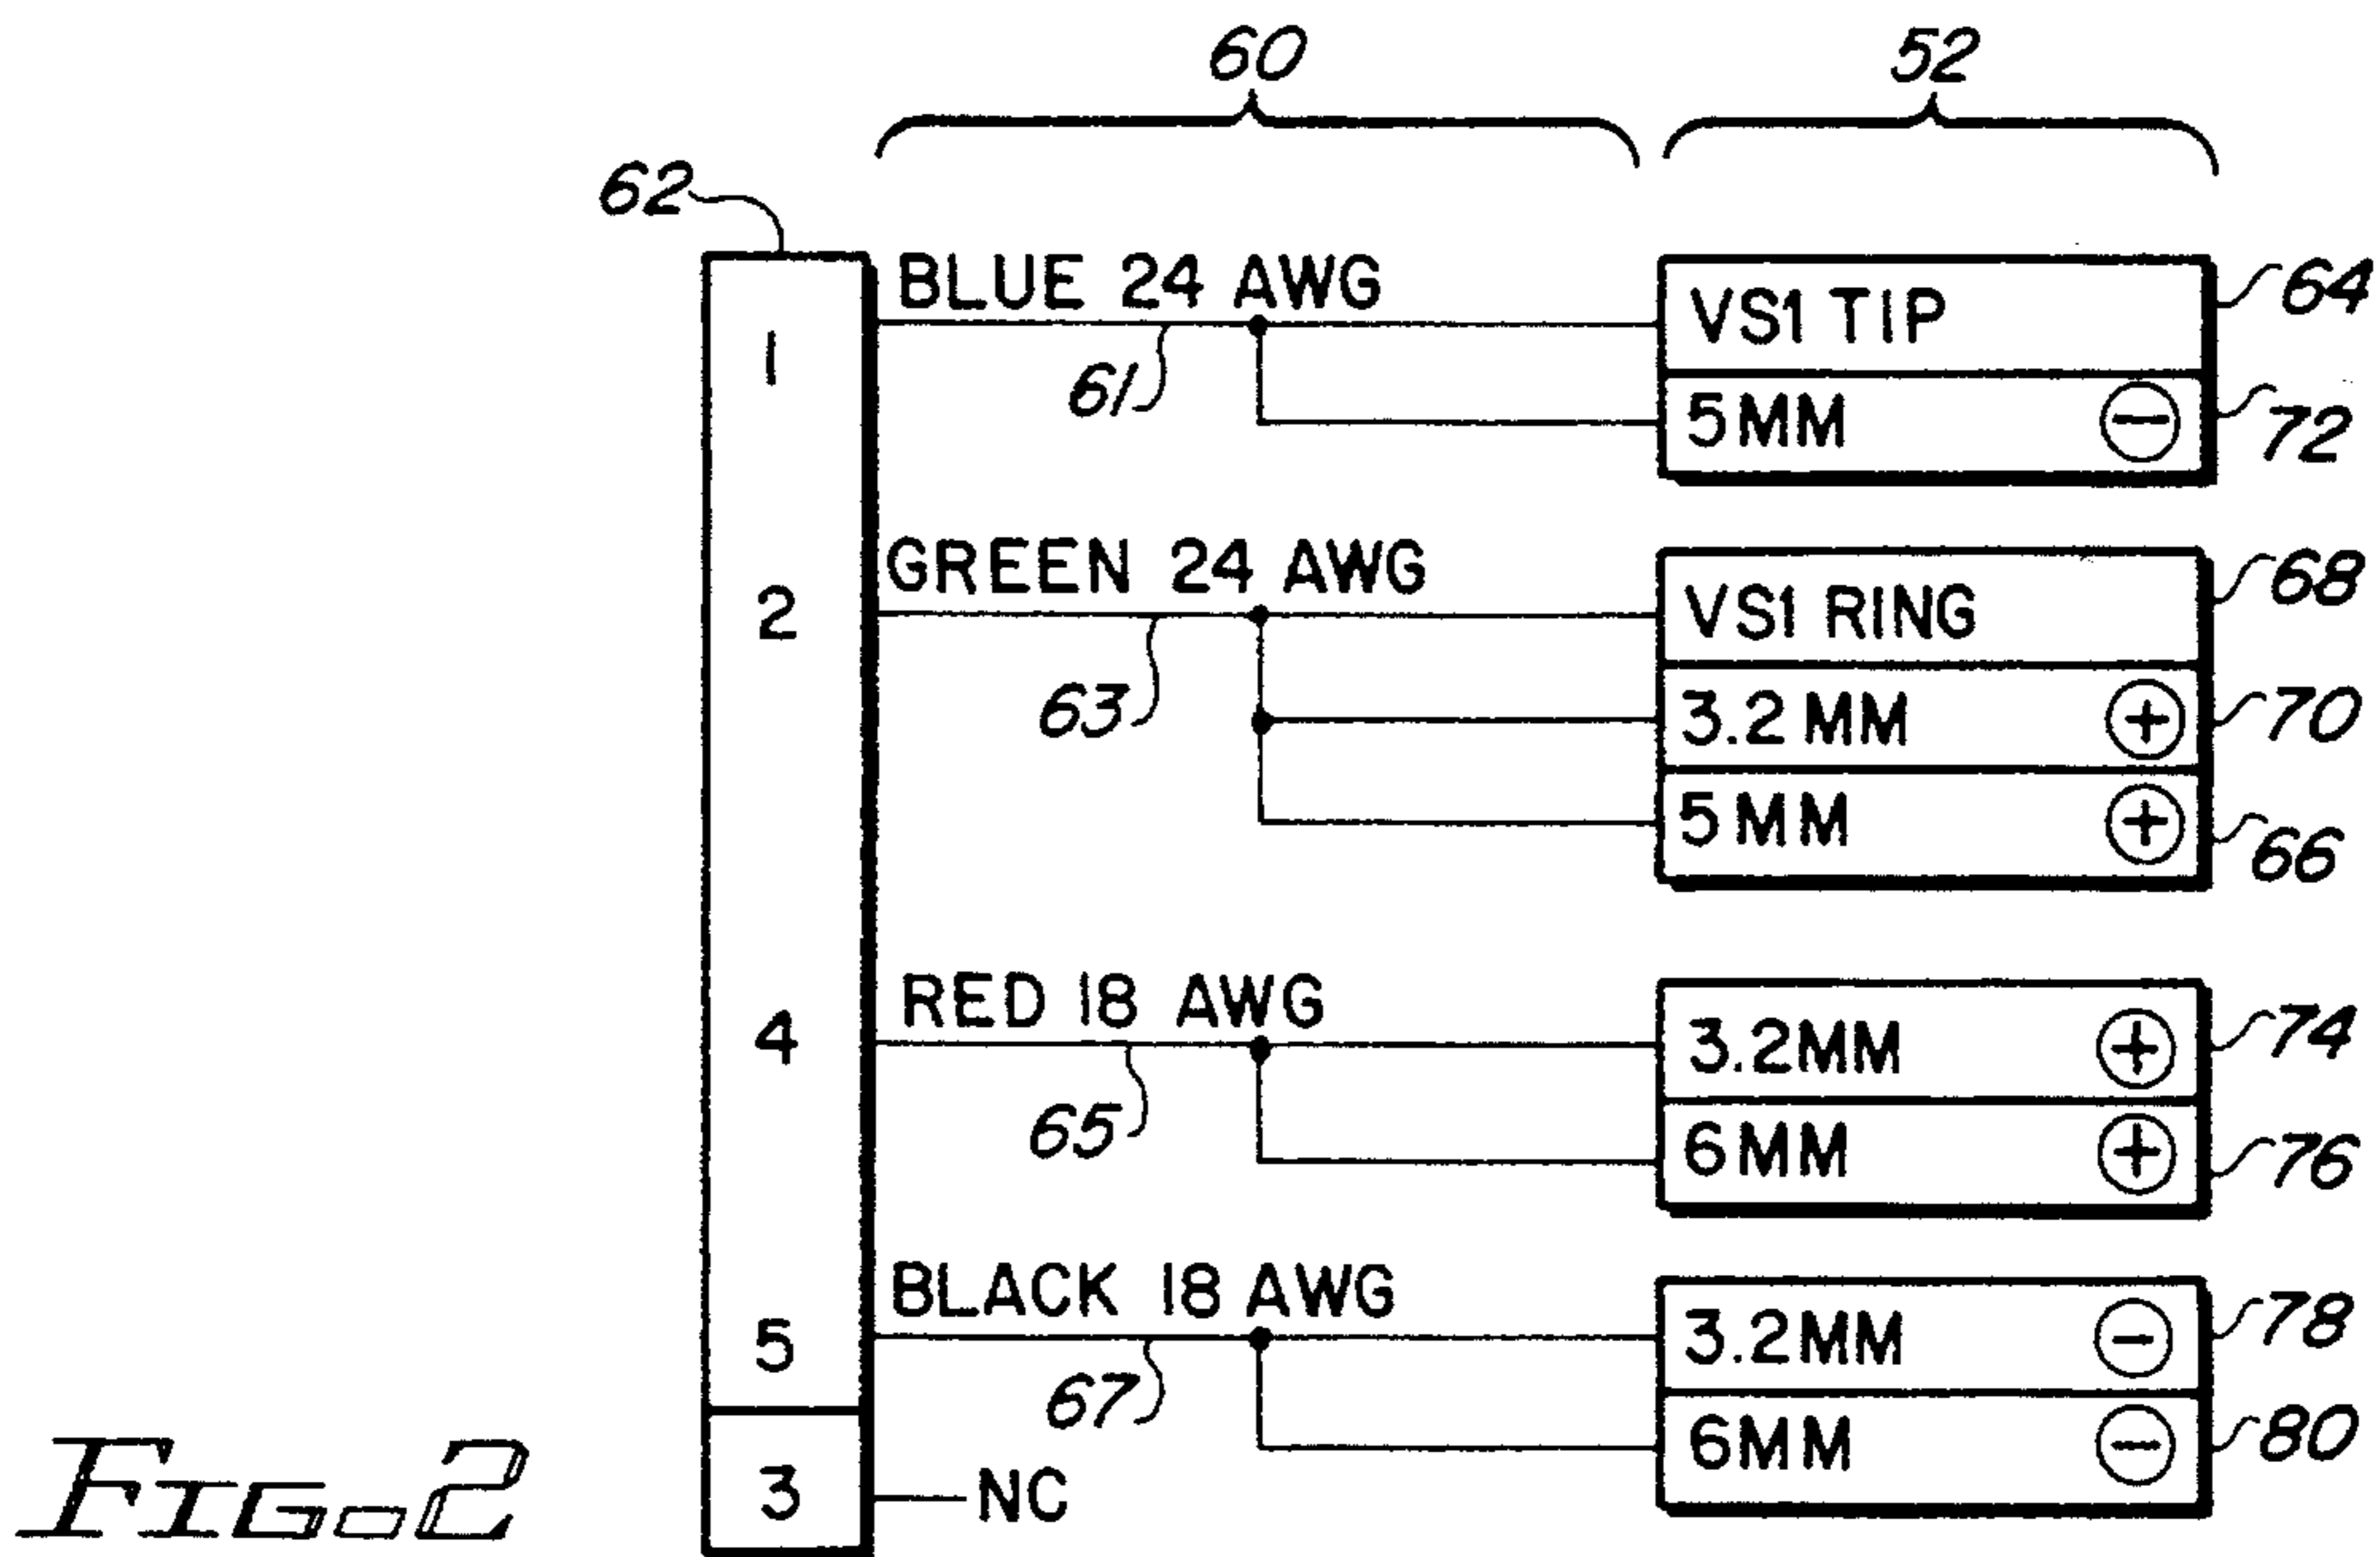 60
52
62
BLUE 24 AWG
64
1
VS1 TIP
61
5MM −
72
GREEN 24 AWG
68
2
VS1 RING
63
3.2 MM +
70
5MM +
66
RED 18 AWG
74
4
3.2MM +
65
6MM +
76
BLACK 18 AWG
78
5
3.2MM −
67
6MM −
80
3
NC
FIG. 2